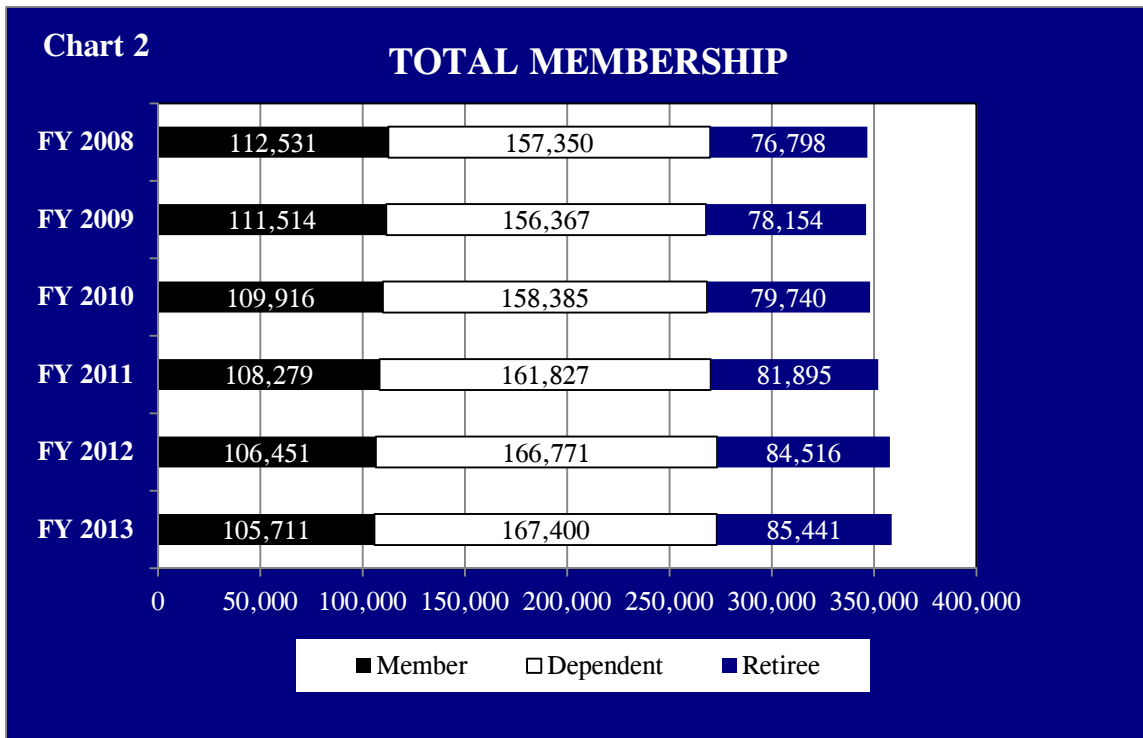 Chart 2
TOTAL MEMBERSHIP
FY 2008 112,531 157,350 76,798
FY 2009 111,514 156,367 78,154
FY 2010 109,916 158,385 79,740
FY 2011 108,279 161,827 81,895
FY 2012 106,451 166,771 84,516
FY 2013 105,711 167,400 85,441
0 50,000 100,000 150,000 200,000 250,000 300,000 350,000 400,000
Member Dependent Retiree